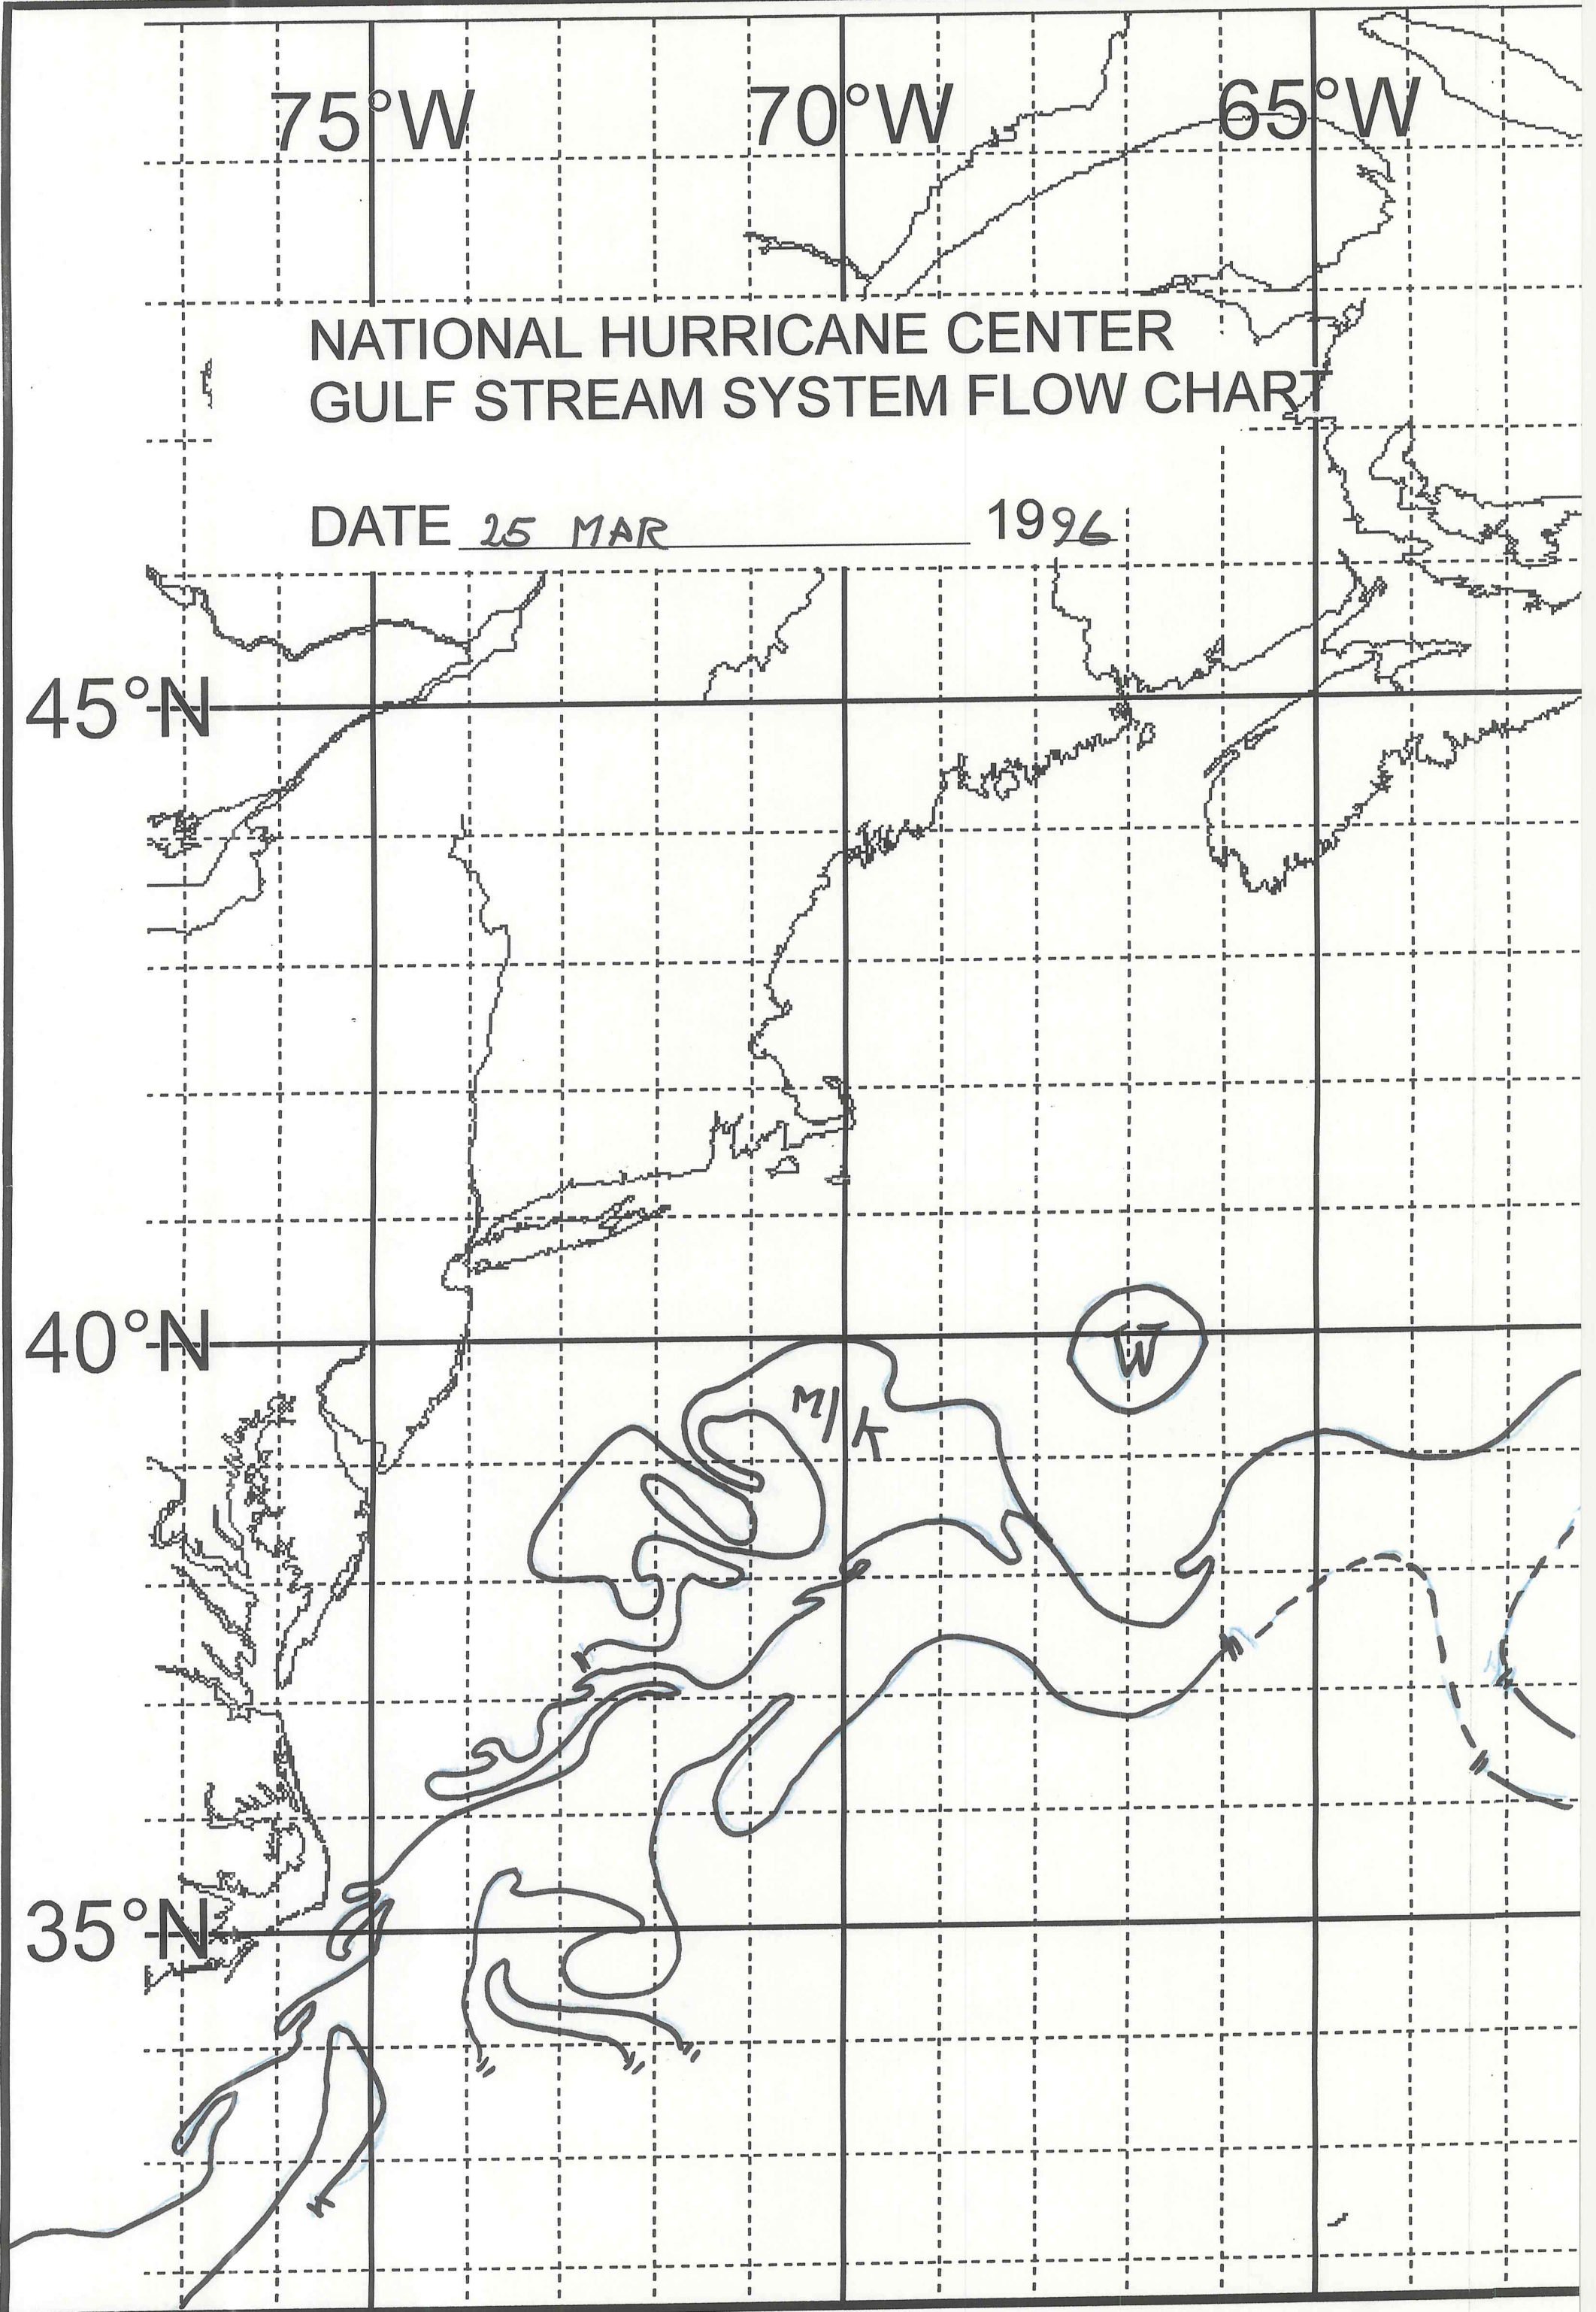 75°W 70°W 65°W
NATIONAL HURRICANE CENTER
GULF STREAM SYSTEM FLOW CHART
DATE 25 MAR 1996
45°N
40°N
W
M/K
35°N